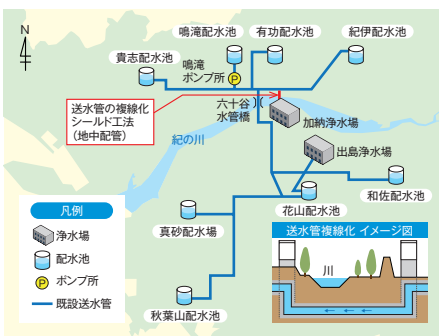 鳴滝配水池
有功配水池
紀伊配水池
N
貴志配水池
鳴滝
ポンプ所
P
送水管の複線化
シールド工法
（地中配管）
六十谷
水管橋
加納浄水場
紀の川
出島浄水場
和佐配水池
花山配水池
真砂配水場
秋葉山配水池
凡例
浄水場
配水池
P
ポンプ所
既設送水管
送水管複線化 イメージ図
川